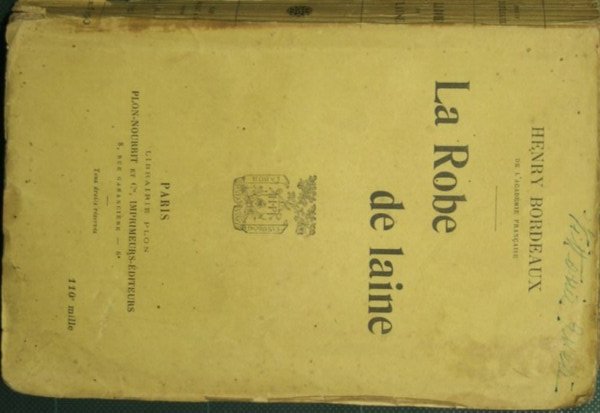 HENRY BORDEAUX
DE L'ACADÉMIE FRANÇAISE
La Robe
de laine
LABOR
PARIS
LIBRAIRIE PLON
PLON-NOURRIT ET Cie, IMPRIMEURS-ÉDITEURS
8, RUE GARANCIÈRE — 6e
Tous droits réservés
110e mille